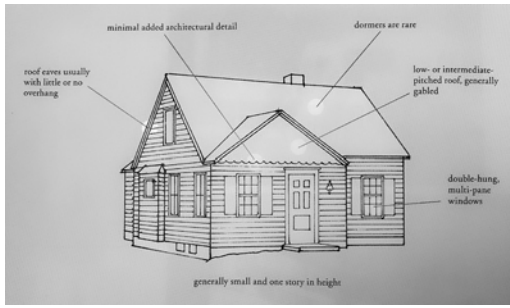 minimal added architectural detail
dormers are rare
roof eaves usually
with little or no
overhang
low- or intermediate-
pitched roof, generally
gabled
double-hung,
multi-pane
windows
generally small and one story in height